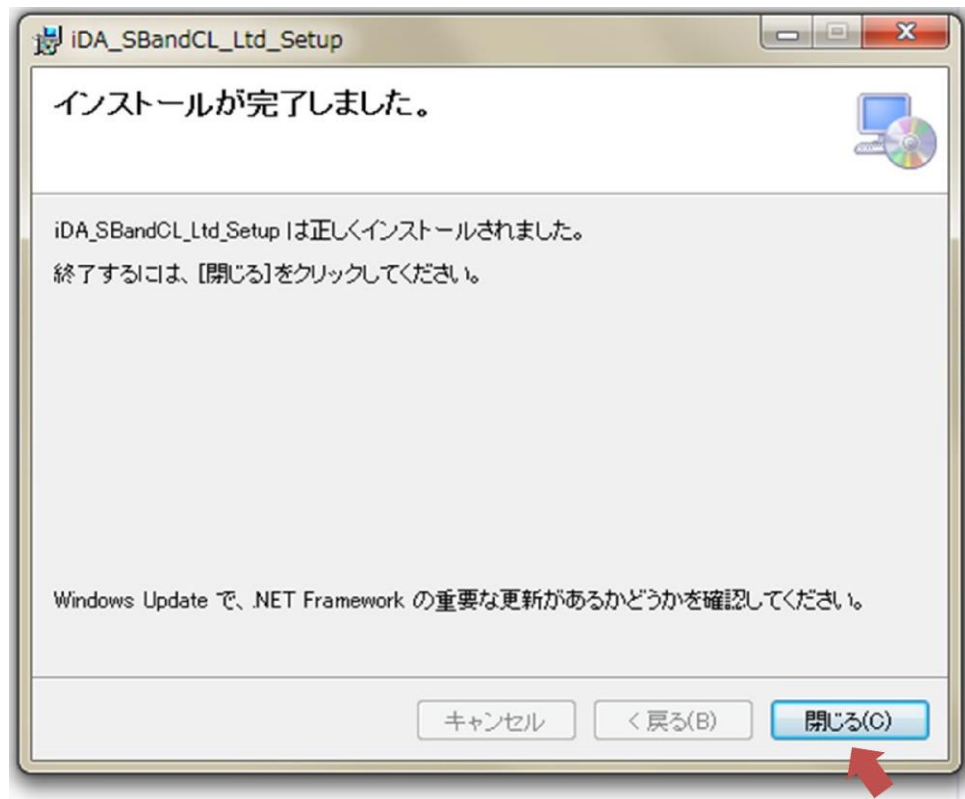 iDA_SBandCL_Ltd_Setup
インストールが完了しました。
iDA_SBandCL_Ltd_Setup は正しくインストールされました。
終了するには、[閉じる]をクリックしてください。
Windows Update で、.NET Framework の重要な更新があるかどうかを確認してください。
キャンセル
< 戻る(B)
閉じる(C)